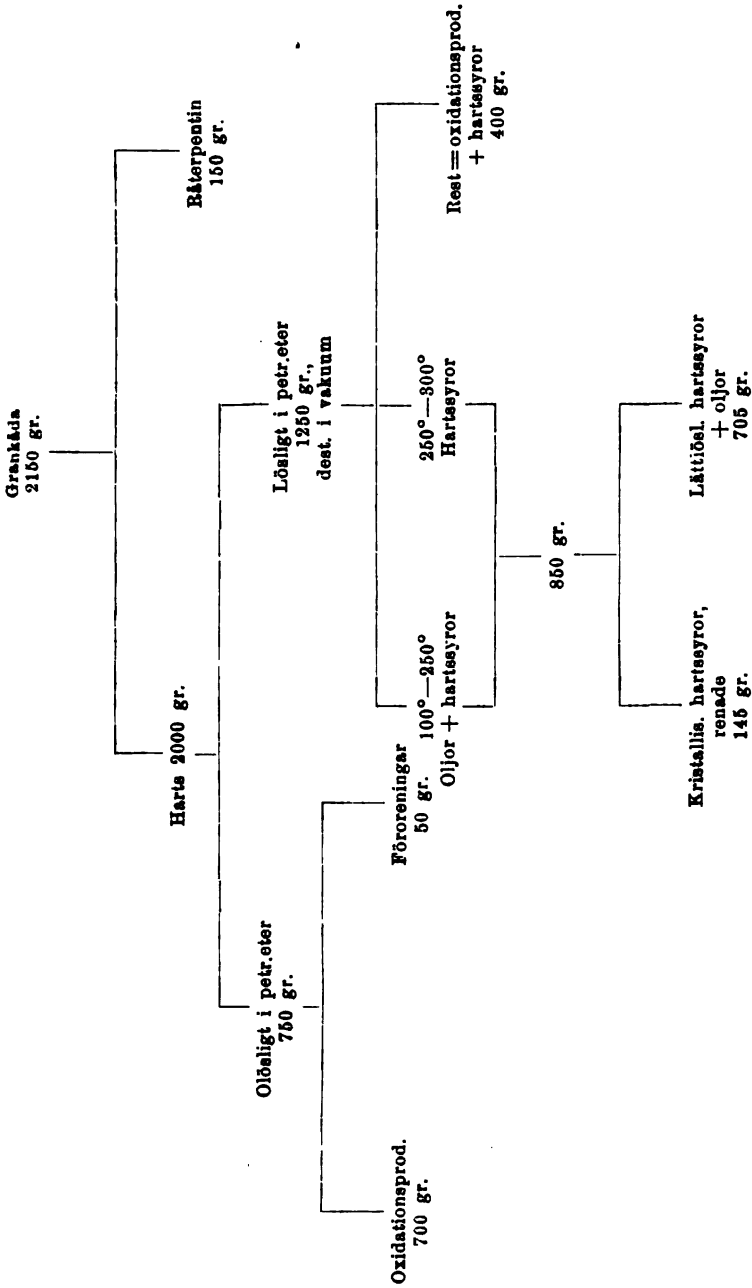 Grankåda
2150 gr.
Harts 2000 gr.
Råterpentin
150 gr.
Olösligt i petr.eter
750 gr.
Lösligt i petr.eter
1250 gr.,
dest. i vakuum
Oxidationsprod.
700 gr.
Föroreningar
50 gr.
100°—250°
Oljor + hartssyror
250°—300°
Hartssyror
Rest = oxidationsprod.
+ hartssyror
400 gr.
850 gr.
Kristallis. hartssyror,
renade
145 gr.
Lättlösl. hartssyror
+ oljor
705 gr.